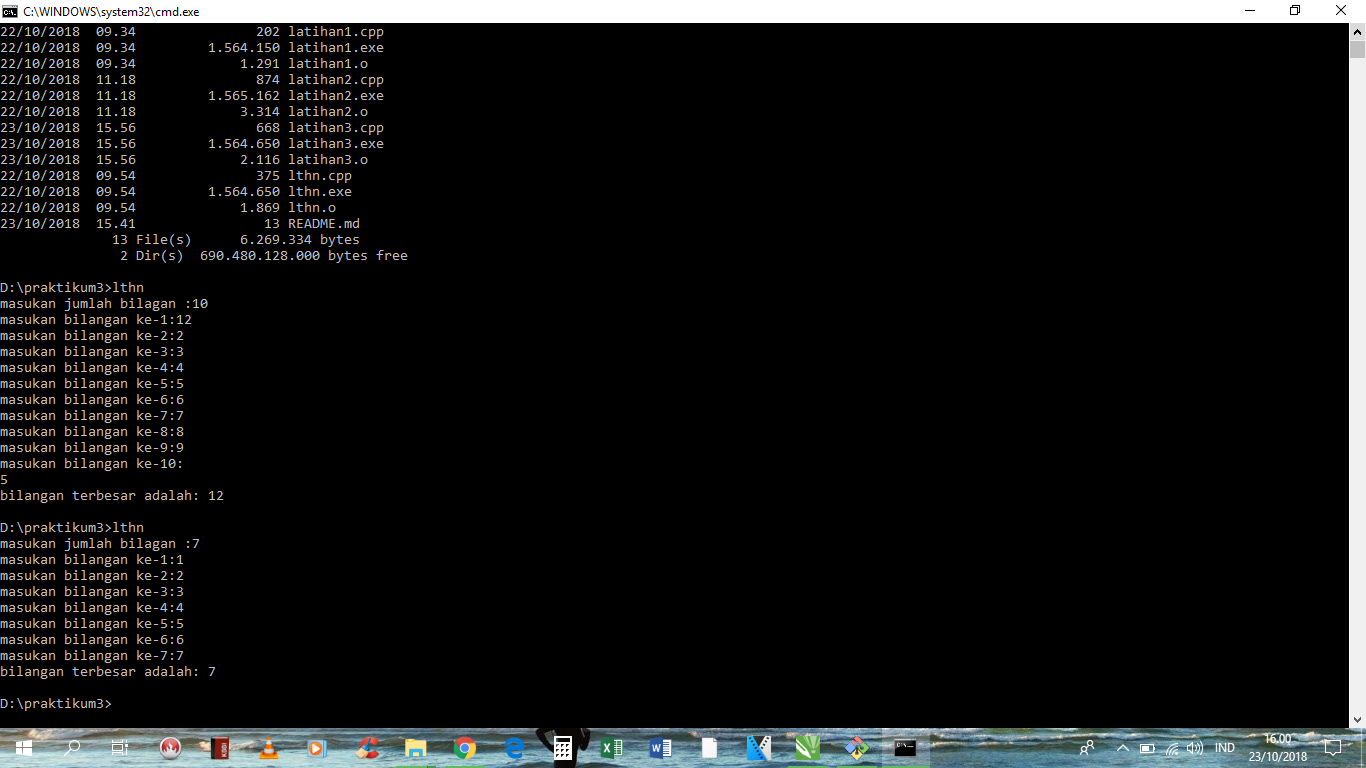 C:\WINDOWS\system32\cmd.exe
22/10/2018  09.34               202 latihan1.cpp
22/10/2018  09.34         1.564.150 latihan1.exe
22/10/2018  09.34             1.291 latihan1.o
22/10/2018  11.18               874 latihan2.cpp
22/10/2018  11.18         1.565.162 latihan2.exe
22/10/2018  11.18             3.314 latihan2.o
23/10/2018  15.56               668 latihan3.cpp
23/10/2018  15.56         1.564.650 latihan3.exe
23/10/2018  15.56             2.116 latihan3.o
22/10/2018  09.54               375 lthn.cpp
22/10/2018  09.54         1.564.650 lthn.exe
22/10/2018  09.54             1.869 lthn.o
23/10/2018  15.41                13 README.md
              13 File(s)      6.269.334 bytes
               2 Dir(s)  690.480.128.000 bytes free
D:\praktikum3>lthn
masukan jumlah bilagan :10
masukan bilangan ke-1:12
masukan bilangan ke-2:2
masukan bilangan ke-3:3
masukan bilangan ke-4:4
masukan bilangan ke-5:5
masukan bilangan ke-6:6
masukan bilangan ke-7:7
masukan bilangan ke-8:8
masukan bilangan ke-9:9
masukan bilangan ke-10:
5
bilangan terbesar adalah: 12
D:\praktikum3>lthn
masukan jumlah bilagan :7
masukan bilangan ke-1:1
masukan bilangan ke-2:2
masukan bilangan ke-3:3
masukan bilangan ke-4:4
masukan bilangan ke-5:5
masukan bilangan ke-6:6
masukan bilangan ke-7:7
bilangan terbesar adalah: 7
D:\praktikum3>
IND
16.00
23/10/2018